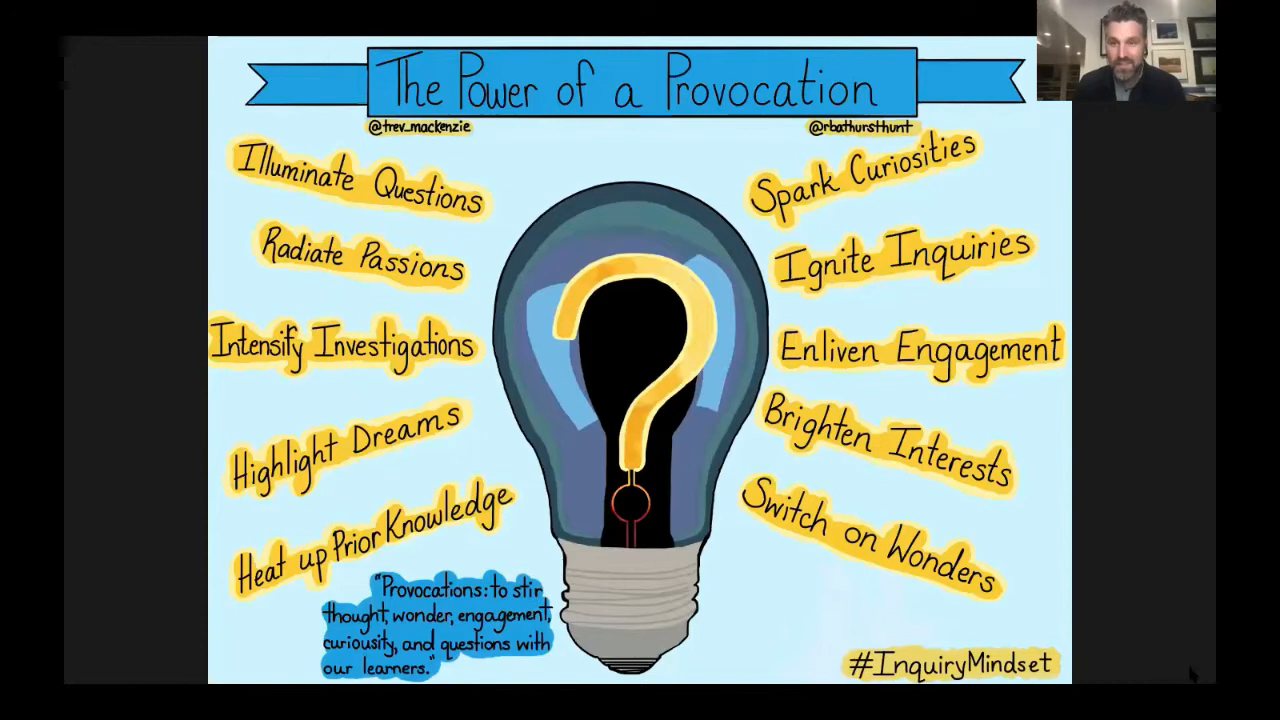 The Power of a Provocation
@trev_mackenzie
@rbathursthunt
Illuminate Questions
Radiate Passions
Intensify Investigations
Highlight Dreams
Heat up Prior Knowledge
Spark Curiosities
Ignite Inquiries
Enliven Engagement
Brighten Interests
Switch on Wonders
"Provocations: to stir
thought, wonder, engagement,
curiousity, and questions with
our learners."
#InquiryMindset